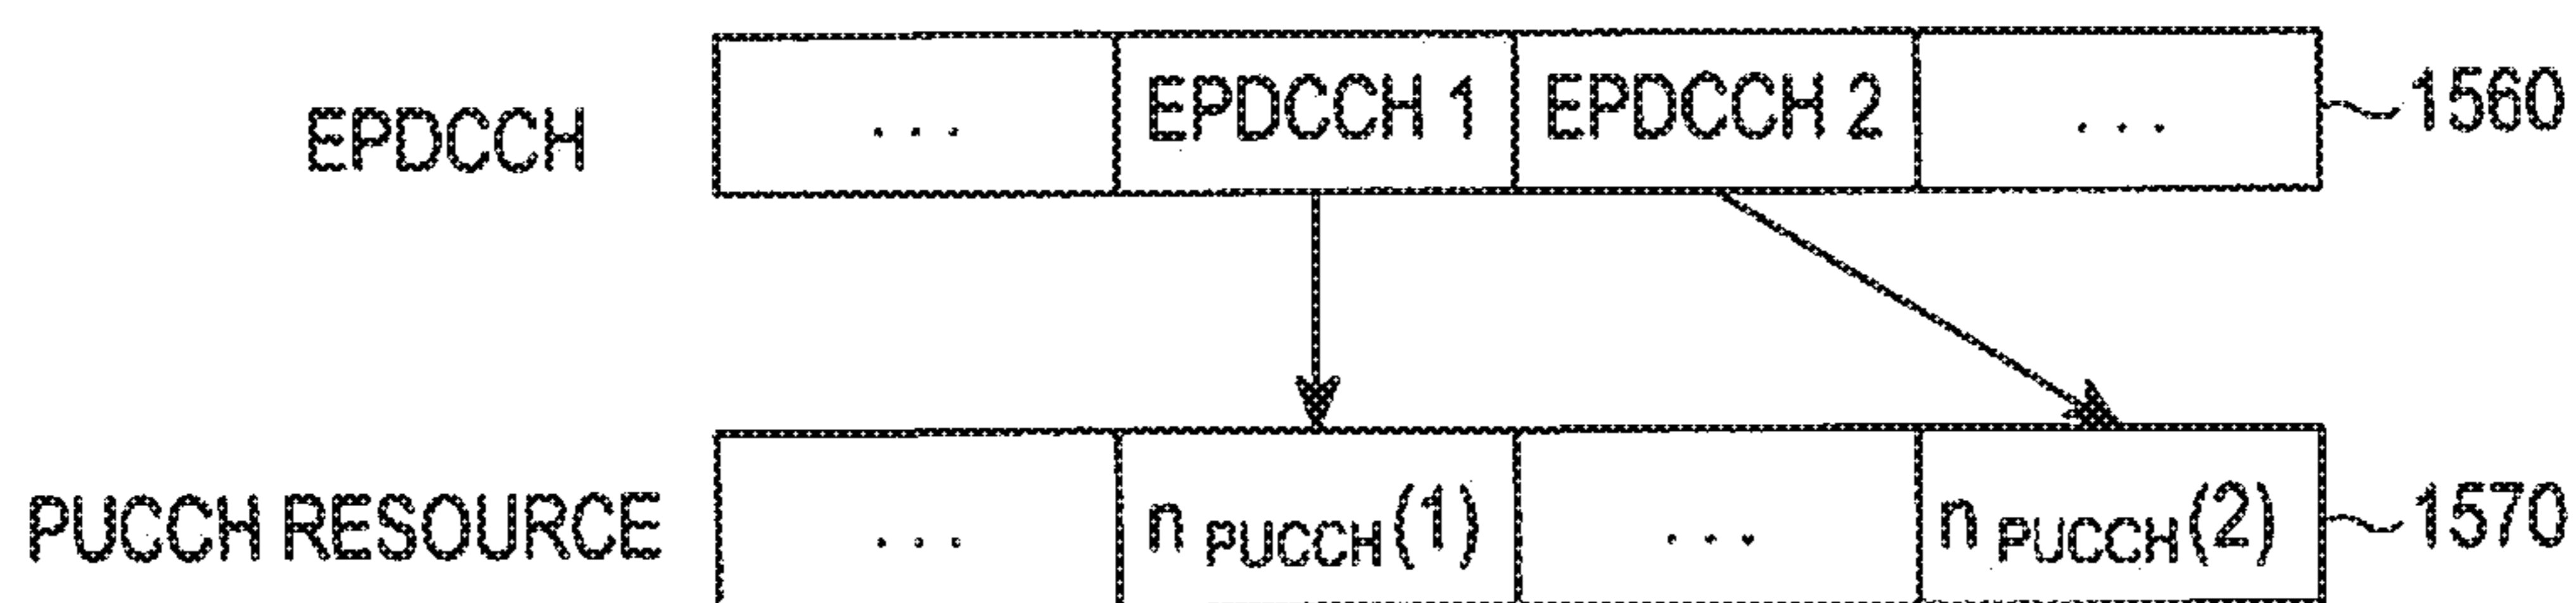 EPDCCH ... EPDCCH 1 EPDCCH 2 ... 1560
PUCCH RESOURCE ... n PUCCH(1) ... n PUCCH(2) 1570